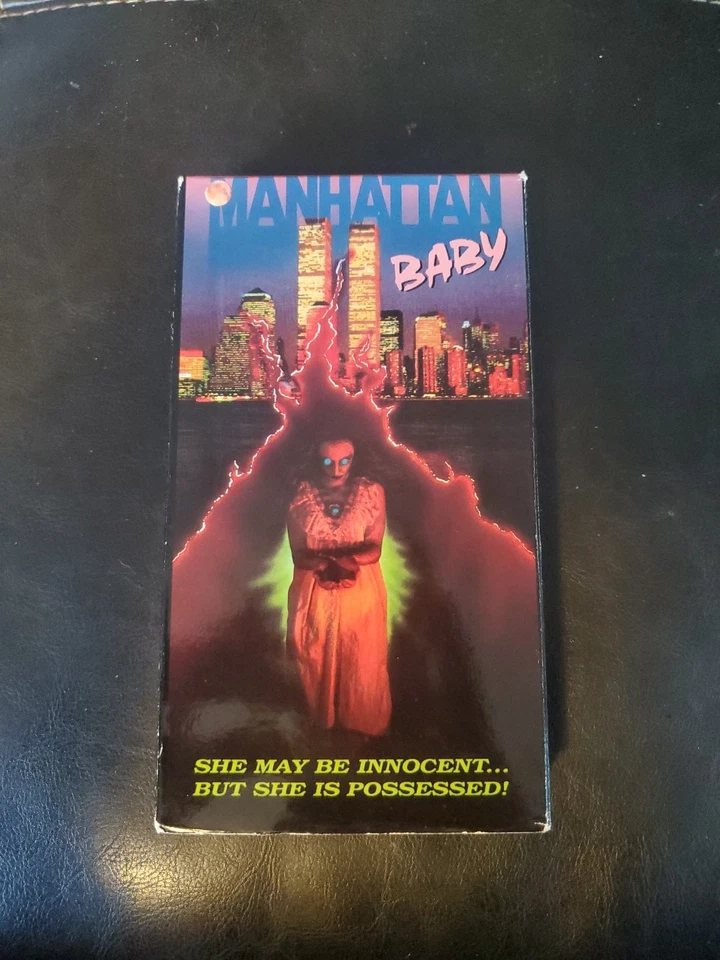 MANHATTAN
BABY
SHE MAY BE INNOCENT...
BUT SHE IS POSSESSED!